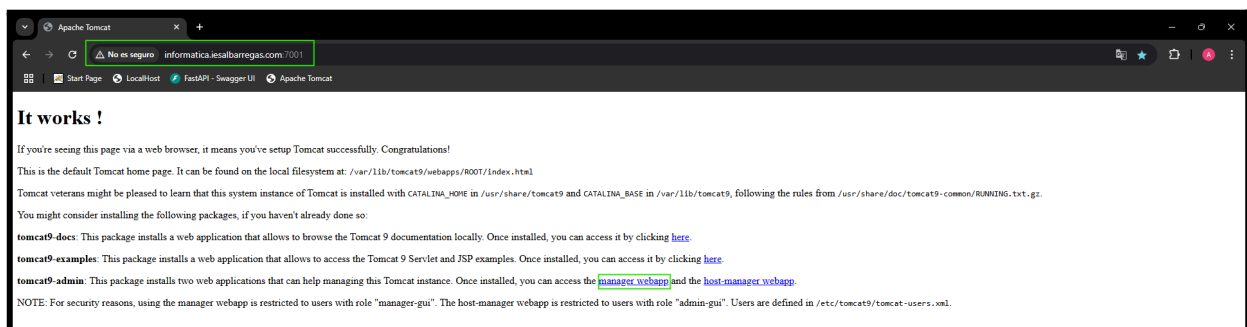 Apache Tomcat
No es seguro informatica.iesalbarregas.com:7001
A
Start Page LocalHost FastAPI - Swagger UI Apache Tomcat
It works !
If you're seeing this page via a web browser, it means you've setup Tomcat successfully. Congratulations!
This is the default Tomcat home page. It can be found on the local filesystem at: /var/lib/tomcat9/webapps/ROOT/index.html
Tomcat veterans might be pleased to learn that this system instance of Tomcat is installed with CATALINA_HOME in /usr/share/tomcat9 and CATALINA_BASE in /var/lib/tomcat9, following the rules from /usr/share/doc/tomcat9-common/RUNNING.txt.gz.
You might consider installing the following packages, if you haven't already done so:
tomcat9-docs: This package installs a web application that allows to browse the Tomcat 9 documentation locally. Once installed, you can access it by clicking here.
tomcat9-examples: This package installs a web application that allows to access the Tomcat 9 Servlet and JSP examples. Once installed, you can access it by clicking here.
tomcat9-admin: This package installs two web applications that can help managing this Tomcat instance. Once installed, you can access the manager webapp and the host-manager webapp.
NOTE: For security reasons, using the manager webapp is restricted to users with role "manager-gui". The host-manager webapp is restricted to users with role "admin-gui". Users are defined in /etc/tomcat9/tomcat-users.xml.